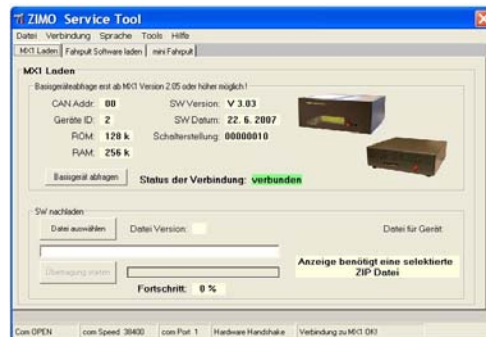 ZIMO Service Tool
Datei Verbindung Sprache Tools Hilfe
MX1 Laden Fahrpult Software laden mini Fahrpult
MX1 Laden
Basisgeräteabfrage erst ab MX1 Version 2.05 oder höher möglich !
CAN Addr: 00 SW Version: V 3.03
Geräte ID: 2 SW Datum: 22. 6. 2007
ROM: 128 k Schalterstellung: 00000010
RAM: 256 k
Basisgerät abfragen Status der Verbindung: verbunden
SW nachladen
Datei auswählen Datei Version: Datei für Gerät:
Übertragung starten
Anzeige benötigt eine selektierte
ZIP Datei
Fortschritt: 0 %
Com OPEN com Speed 38400 com Port 1 Hardware Handshake Verbindung zu MX1 OK!